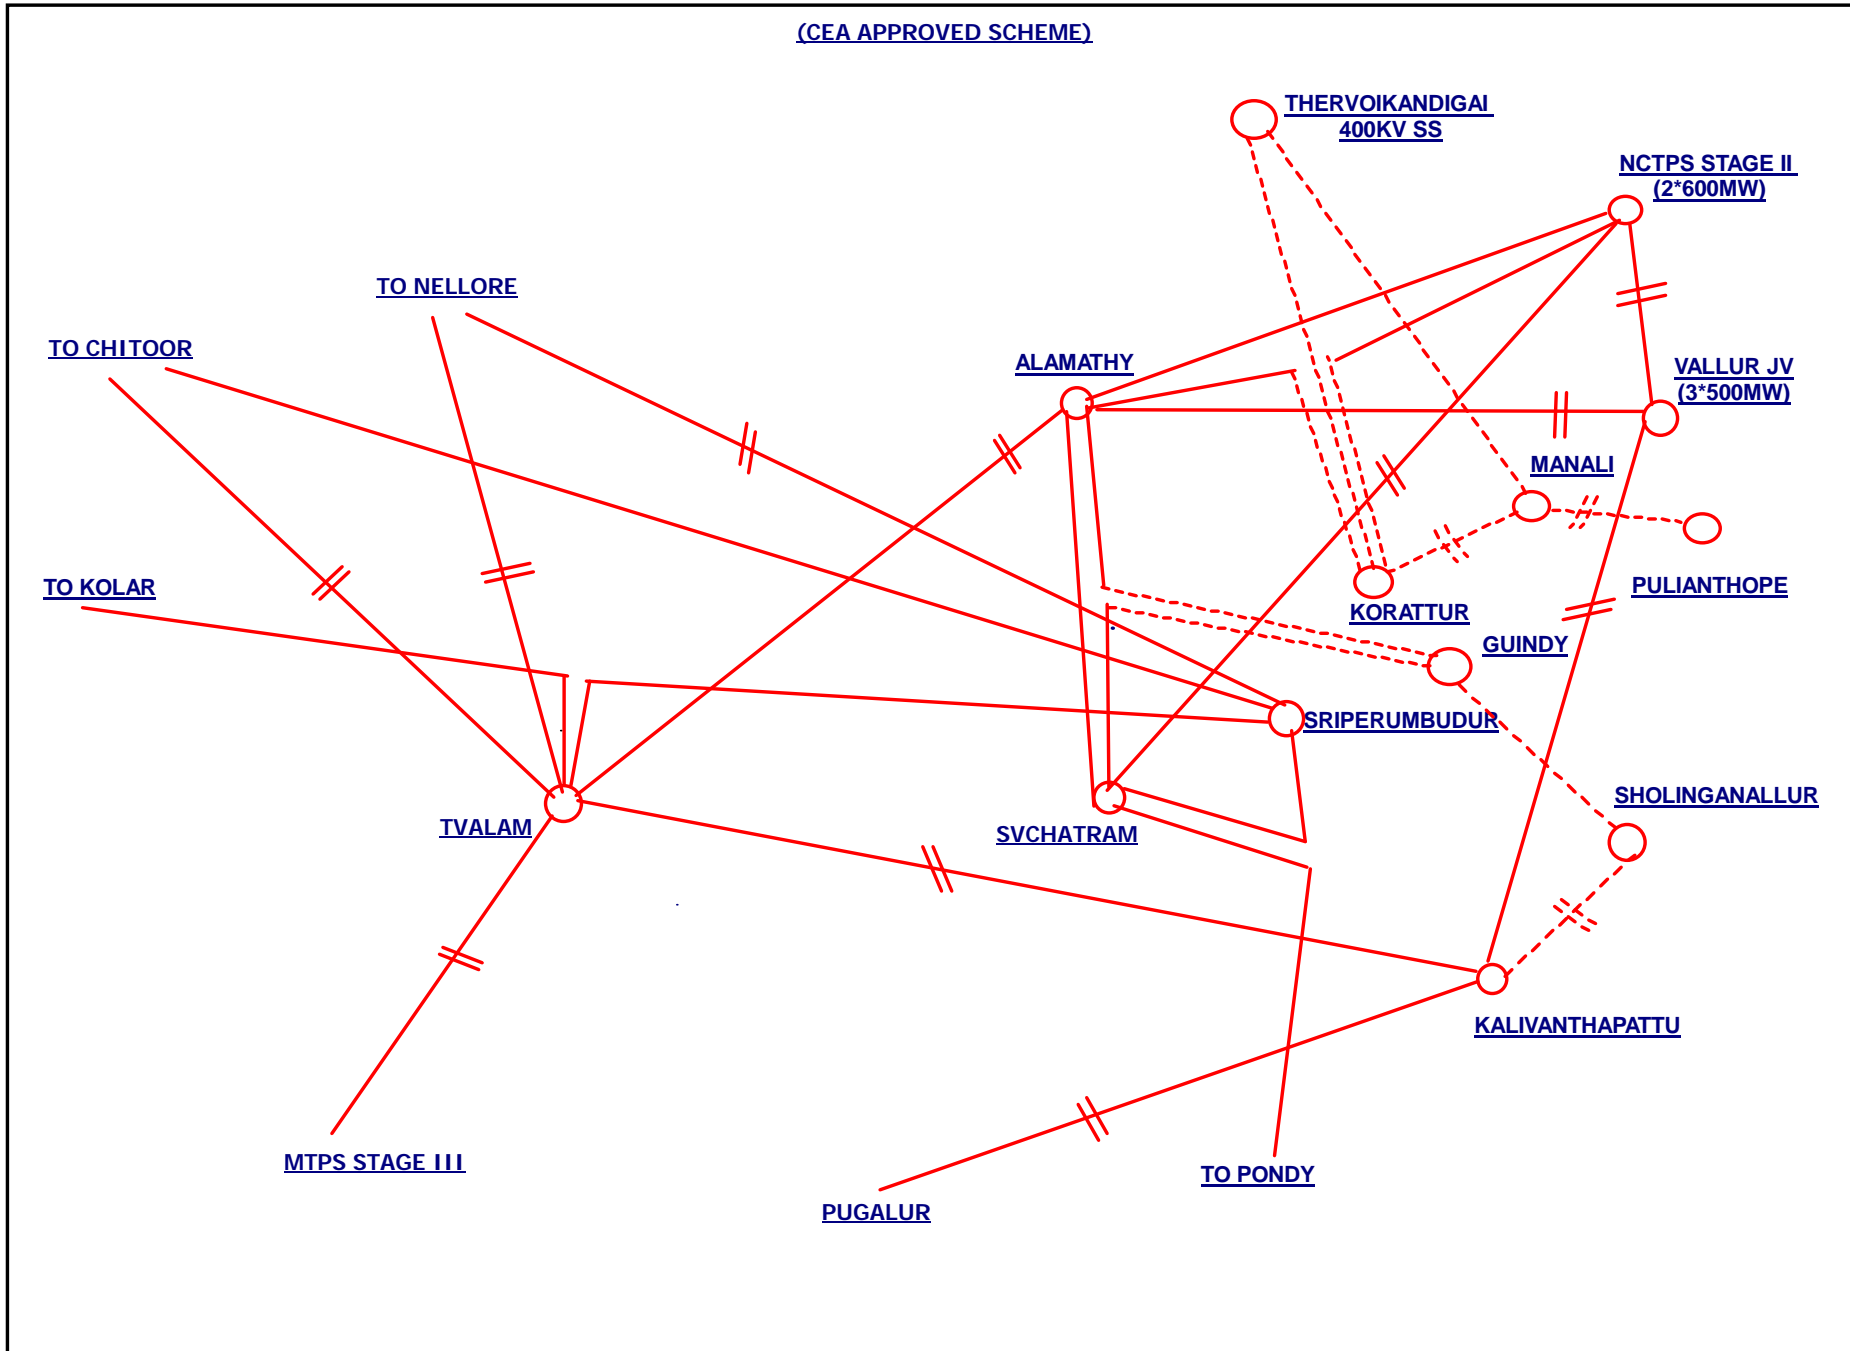 (CEA APPROVED SCHEME)
THERVOIKANDIGAI
400KV SS
NCTPS STAGE II
(2*600MW)
TO NELLORE
TO CHITOOR
ALAMATHY
VALLUR JV
(3*500MW)
MANALI
TO KOLAR
PULIANTHOPE
KORATTUR
GUINDY
SRIPERUMBUDUR
SHOLINGANALLUR
TVALAM
SVCHATRAM
KALIVANTHAPATTU
MTPS STAGE III
TO PONDY
PUGALUR